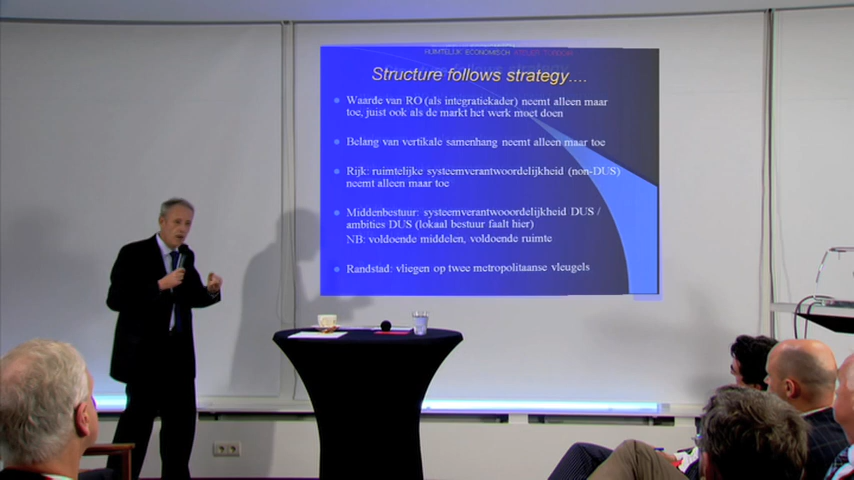 RUIMTELIJK ECONOMISCH
Structure follows strategy....
Waarde van RO (als integratiekader) neemt alleen maar
toe, juist ook als de markt het werk moet doen
Belang van vertikale samenhang neemt alleen maar toe
Rijk: ruimtelijke systeemverantwoordelijkheid (non-DUS)
neemt alleen maar toe
Middenbestuur: systeemverantwooordelijkheid DUS /
ambities DUS (lokaal bestuur faalt hier)
NB: voldoende middelen, voldoende ruimte
Randstad: vliegen op twee metropolitaanse vleugels